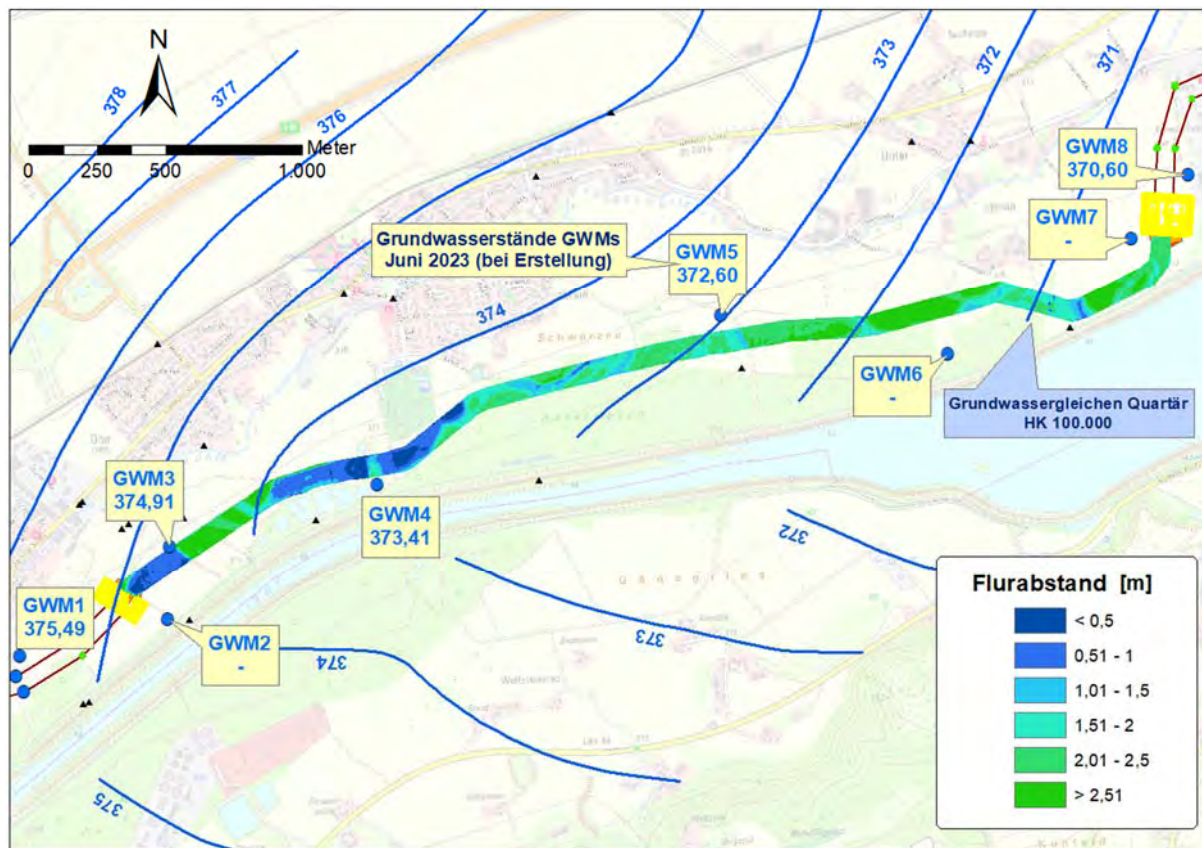 N
Meter
0 250 500 1.000
378
377
376
373
372
371
GWM8
370,60
GWM7
-
Grundwasserstände GWMs
Juni 2023 (bei Erstellung)
GWM5
372,60
374
Schwanzen
GWM6
-
Grundwassergleichen Quartär
HK 100.000
GWM3
374,91
GWM4
373,41
GWM1
375,49
GWM2
-
372
373
374
375
Flurabstand [m]
< 0,5
0,51 - 1
1,01 - 1,5
1,51 - 2
2,01 - 2,5
> 2,51